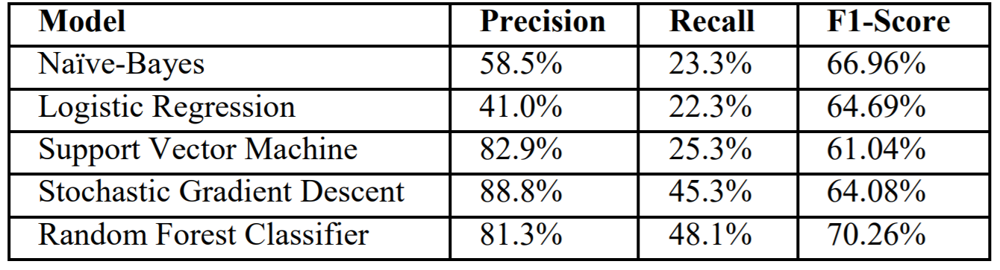 Model Precision Recall F1-Score
Naïve-Bayes 58.5% 23.3% 66.96%
Logistic Regression 41.0% 22.3% 64.69%
Support Vector Machine 82.9% 25.3% 61.04%
Stochastic Gradient Descent 88.8% 45.3% 64.08%
Random Forest Classifier 81.3% 48.1% 70.26%